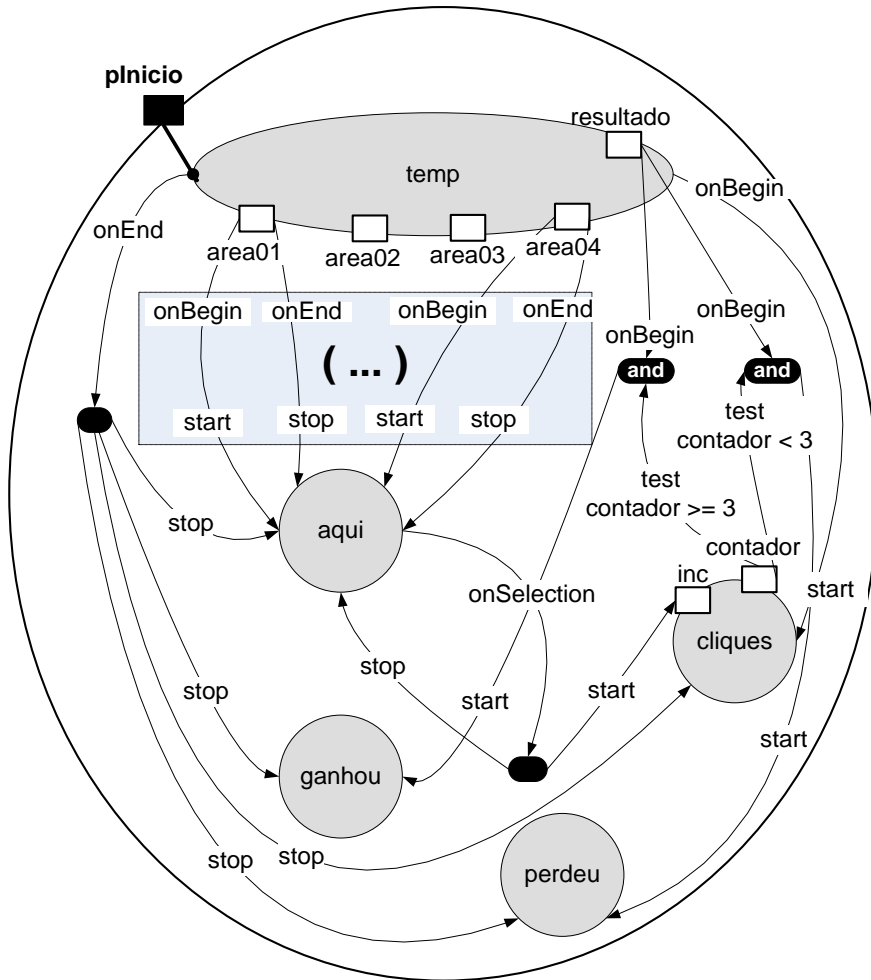 pInicio
resultado
temp
onBegin
onEnd
area01
area02
area03
area04
onBegin
onEnd
onBegin
onEnd
onBegin
onBegin
( ... )
and
and
start
stop
start
stop
test
contador < 3
test
contador >= 3
stop
aqui
contador
inc
onSelection
start
cliques
stop
start
stop
start
start
ganhou
stop
stop
perdeu